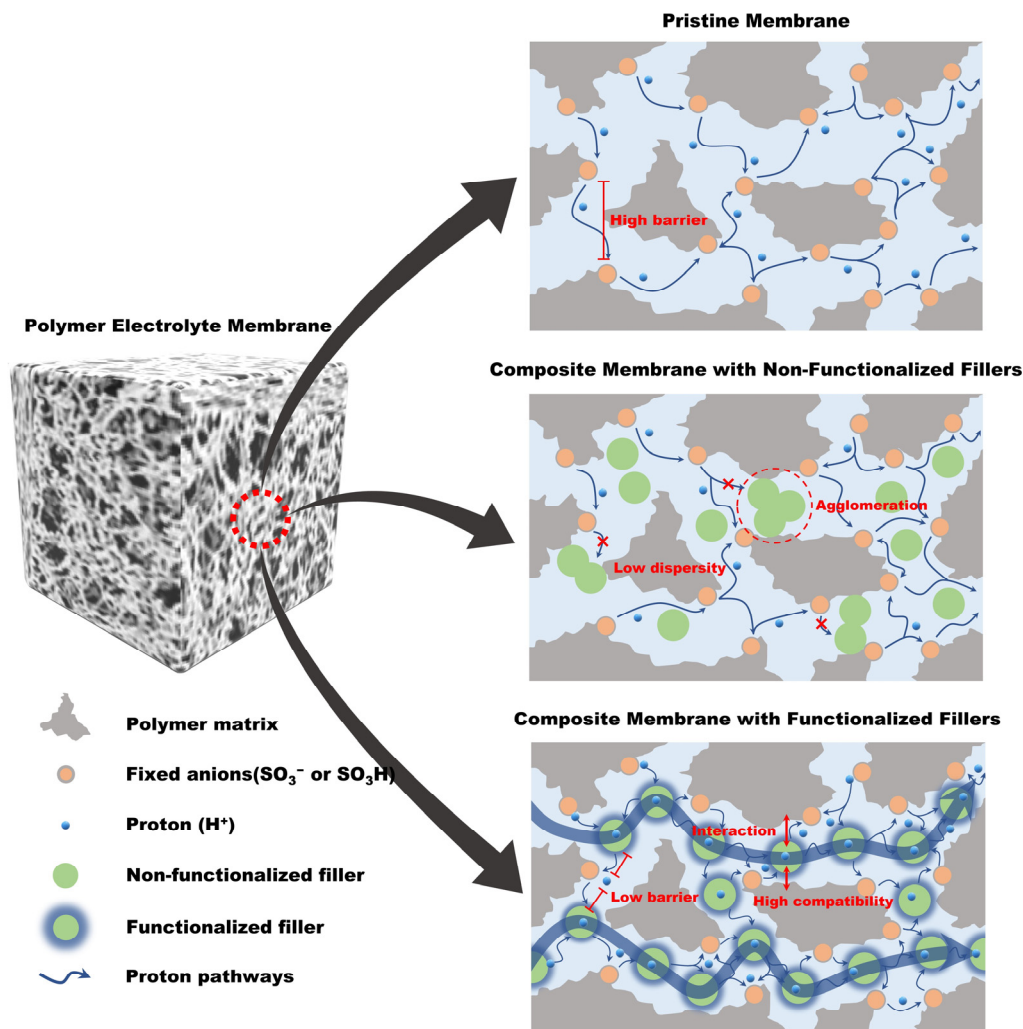 Pristine Membrane
High barrier
Polymer Electrolyte Membrane
Composite Membrane with Non-Functionalized Fillers
Agglomeration
Low dispersity
Polymer matrix
Fixed anions(SO₃⁻ or SO₃H)
Proton (H⁺)
Non-functionalized filler
Functionalized filler
Proton pathways
Composite Membrane with Functionalized Fillers
Interaction
Low barrier
High compatibility